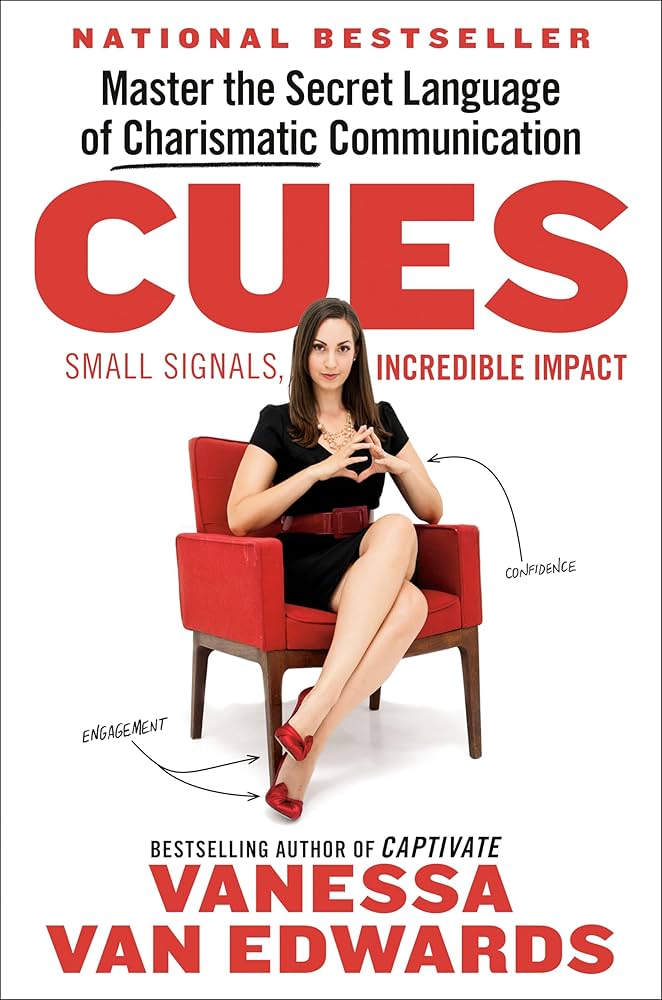 NATIONAL BESTSELLER
Master the Secret Language
of Charismatic Communication
CUES
SMALL SIGNALS, INCREDIBLE IMPACT
CONFIDENCE
ENGAGEMENT
BESTSELLING AUTHOR OF CAPTIVATE
VANESSA
VAN EDWARDS